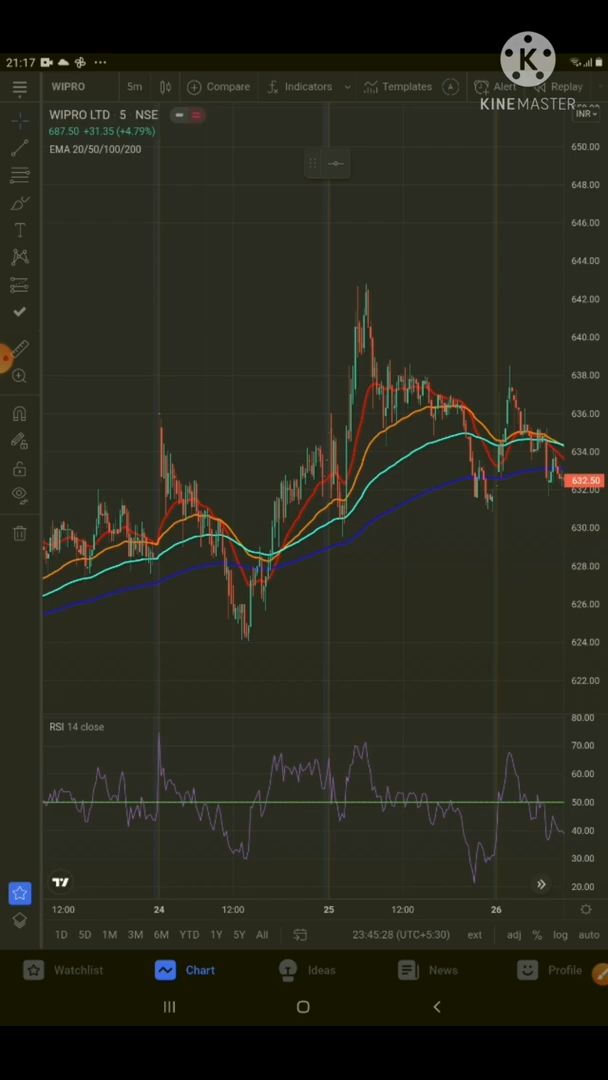 21:17
K
KINEMASTER
WIPRO 5m Compare Indicators Templates Alert Replay
WIPRO LTD · 5 NSE
INR
687.50 +31.35 (+4.79%)
EMA 20/50/100/200
650.00
648.00
646.00
644.00
642.00
640.00
638.00
636.00
634.00
632.50
632.00
630.00
628.00
626.00
624.00
622.00
RSI 14 close
80.00
70.00
60.00
50.00
40.00
30.00
20.00
12:00 24 12:00 25 12:00 26
1D 5D 1M 3M 6M YTD 1Y 5Y All 23:45:28 (UTC+5:30) ext adj % log auto
Watchlist Chart Ideas News Profile